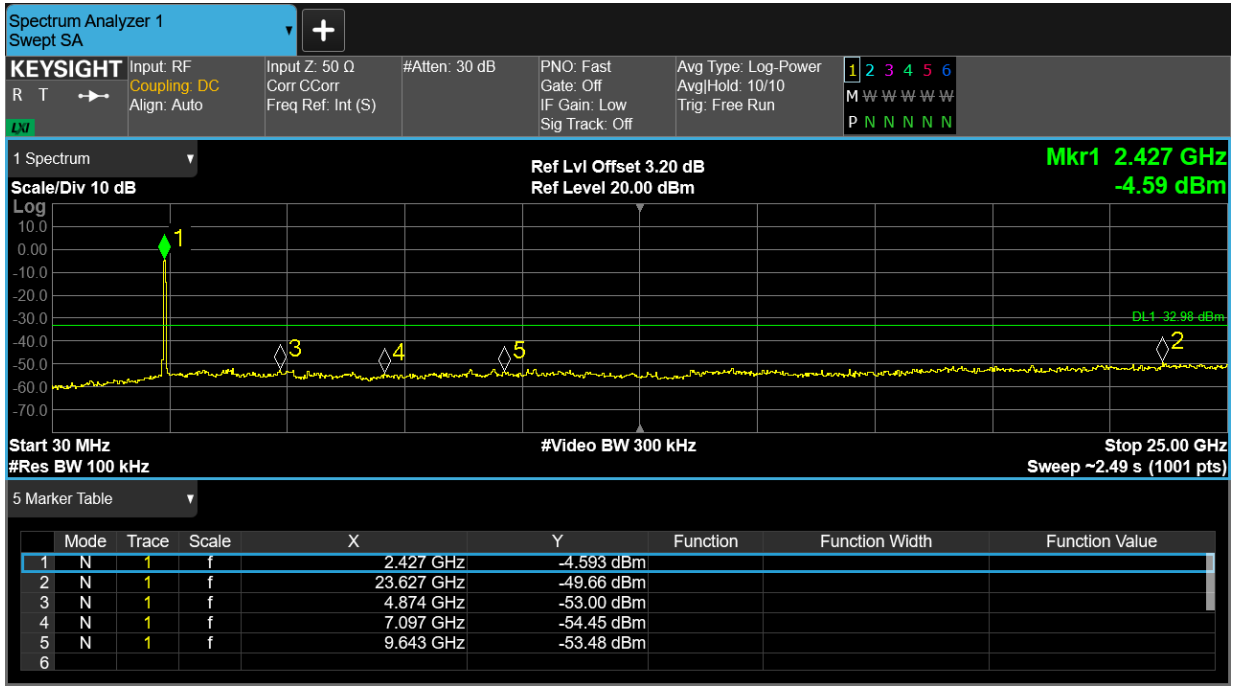 Spectrum Analyzer 1
Swept SA
KEYSIGHT
R T
LXI
Input: RF
Coupling: DC
Align: Auto
Input Z: 50 Ω
Corr CCorr
Freq Ref: Int (S)
#Atten: 30 dB
PNO: Fast
Gate: Off
IF Gain: Low
Sig Track: Off
Avg Type: Log-Power
Avg|Hold: 10/10
Trig: Free Run
1 2 3 4 5 6
M W W W W W
P N N N N N
1 Spectrum
Scale/Div 10 dB
Ref Lvl Offset 3.20 dB
Ref Level 20.00 dBm
Mkr1 2.427 GHz
-4.59 dBm
Log
10.0
0.00
-10.0
-20.0
-30.0
-40.0
-50.0
-60.0
-70.0
1
3
4
5
2
DL1 -32.98 dBm
Start 30 MHz
#Res BW 100 kHz
#Video BW 300 kHz
Stop 25.00 GHz
Sweep ~2.49 s (1001 pts)
5 Marker Table
Mode Trace Scale X Y Function Function Width Function Value
1 N 1 f 2.427 GHz -4.593 dBm
2 N 1 f 23.627 GHz -49.66 dBm
3 N 1 f 4.874 GHz -53.00 dBm
4 N 1 f 7.097 GHz -54.45 dBm
5 N 1 f 9.643 GHz -53.48 dBm
6